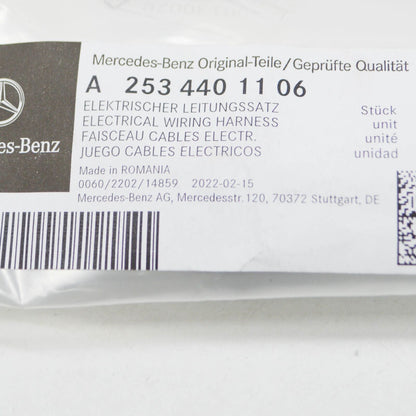 Mercedes-Benz Original-Teile/Geprüfte Qualität
A 253 440 11 06
ELEKTRISCHER LEITUNGSSATZ Stück
ELECTRICAL WIRING HARNESS unit
FAISCEAU CABLES ELECTR. unité
JUEGO CABLES ELECTRICOS unidad
des-Benz
Made in ROMANIA
0060/2202/14859 2022-02-15
Mercedes-Benz AG, Mercedesstr.120, 70372 Stuttgart, DE